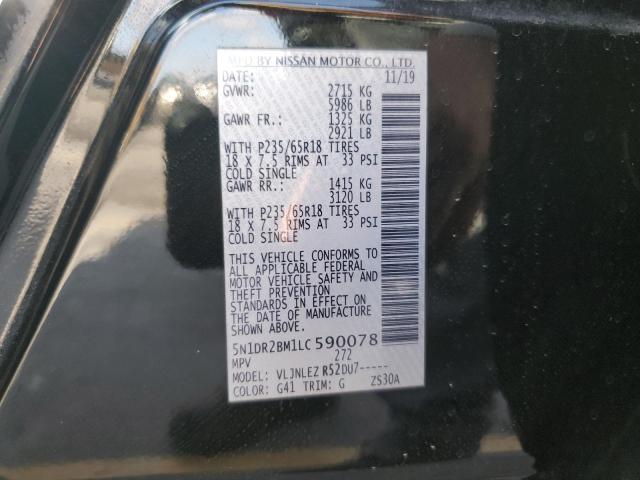 MFD BY NISSAN MOTOR CO., LTD.
DATE: 11/19
GVWR: 2715 KG
5986 LB
GAWR FR.: 1325 KG
2921 LB
WITH P235/65R18 TIRES
18 X 7.5 RIMS AT 33 PSI
COLD SINGLE
GAWR RR.: 1415 KG
3120 LB
WITH P235/65R18 TIRES
18 X 7.5 RIMS AT 33 PSI
COLD SINGLE
THIS VEHICLE CONFORMS TO
ALL APPLICABLE FEDERAL
MOTOR VEHICLE SAFETY AND
THEFT PREVENTION
STANDARDS IN EFFECT ON
DATE OF MANUFACTURE
SHOWN ABOVE.
5N1DR2BM1LC590078
MPV 272
MODEL: VLJNLEZ R52DU7-----
COLOR: G41 TRIM: G ZS30A